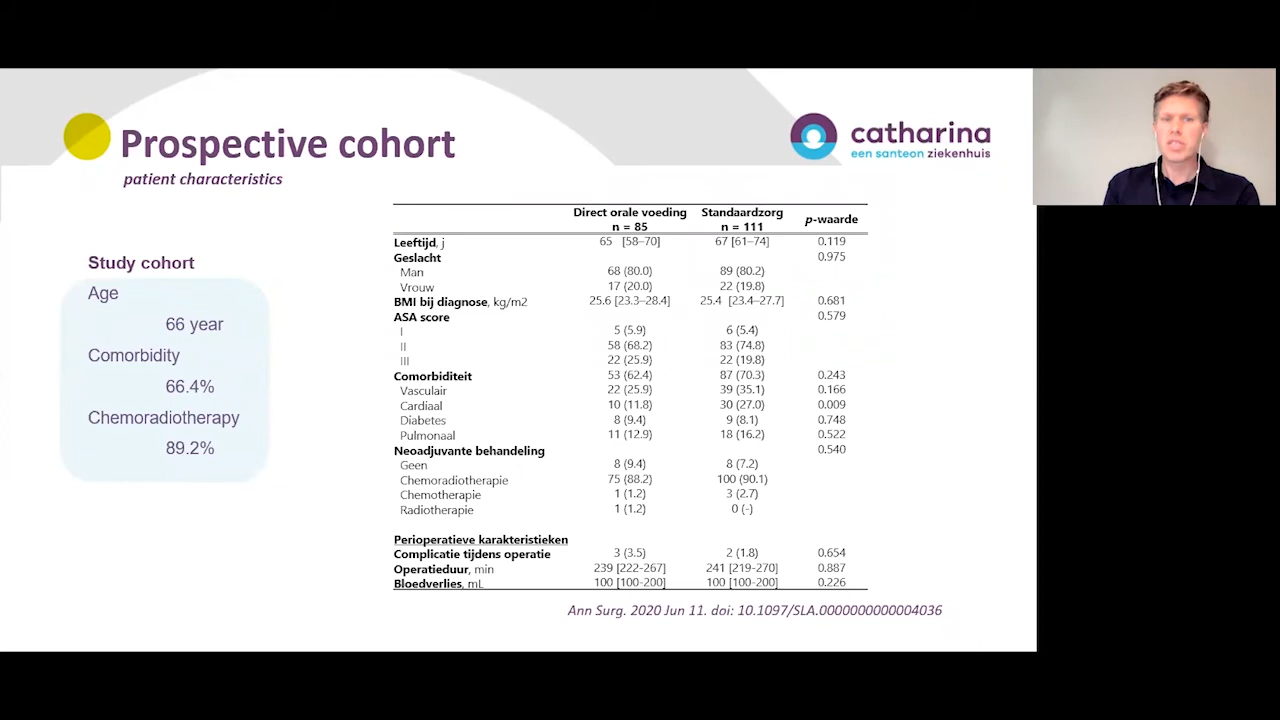 Prospective cohort
patient characteristics
catharina
een santeon ziekenhuis
Study cohort
Age
66 year
Comorbidity
66.4%
Chemoradiotherapy
89.2%
Direct orale voeding Standaardzorg p-waarde
n = 85 n = 111
Leeftijd, j 65 [58–70] 67 [61–74] 0.119
Geslacht 0.975
Man 68 (80.0) 89 (80.2)
Vrouw 17 (20.0) 22 (19.8)
BMI bij diagnose, kg/m2 25.6 [23.3–28.4] 25.4 [23.4–27.7] 0.681
ASA score 0.579
I 5 (5.9) 6 (5.4)
II 58 (68.2) 83 (74.8)
III 22 (25.9) 22 (19.8)
Comorbiditeit 53 (62.4) 87 (70.3) 0.243
Vasculair 22 (25.9) 39 (35.1) 0.166
Cardiaal 10 (11.8) 30 (27.0) 0.009
Diabetes 8 (9.4) 9 (8.1) 0.748
Pulmonaal 11 (12.9) 18 (16.2) 0.522
Neoadjuvante behandeling 0.540
Geen 8 (9.4) 8 (7.2)
Chemoradiotherapie 75 (88.2) 100 (90.1)
Chemotherapie 1 (1.2) 3 (2.7)
Radiotherapie 1 (1.2) 0 (-)
Perioperatieve karakteristieken
Complicatie tijdens operatie 3 (3.5) 2 (1.8) 0.654
Operatieduur, min 239 [222-267] 241 [219-270] 0.887
Bloedverlies, mL 100 [100-200] 100 [100-200] 0.226
Ann Surg. 2020 Jun 11. doi: 10.1097/SLA.0000000000004036